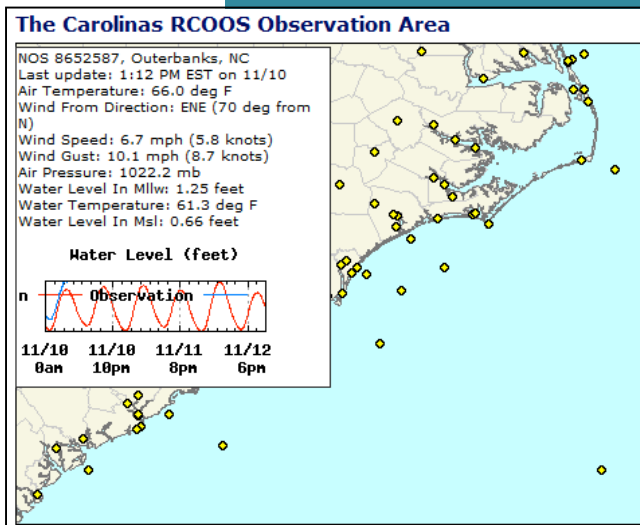 The Carolinas RCOOS Observation Area
NOS 8652587, Outerbanks, NC
Last update: 1:12 PM EST on 11/10
Air Temperature: 66.0 deg F
Wind From Direction: ENE (70 deg from
N)
Wind Speed: 6.7 mph (5.8 knots)
Wind Gust: 10.1 mph (8.7 knots)
Air Pressure: 1022.2 mb
Water Level In Mllw: 1.25 feet
Water Temperature: 61.3 deg F
Water Level In Msl: 0.66 feet
Water Level (feet)
n Observation
11/10 11/10 11/11 11/12
0am 10pm 8pm 6pm